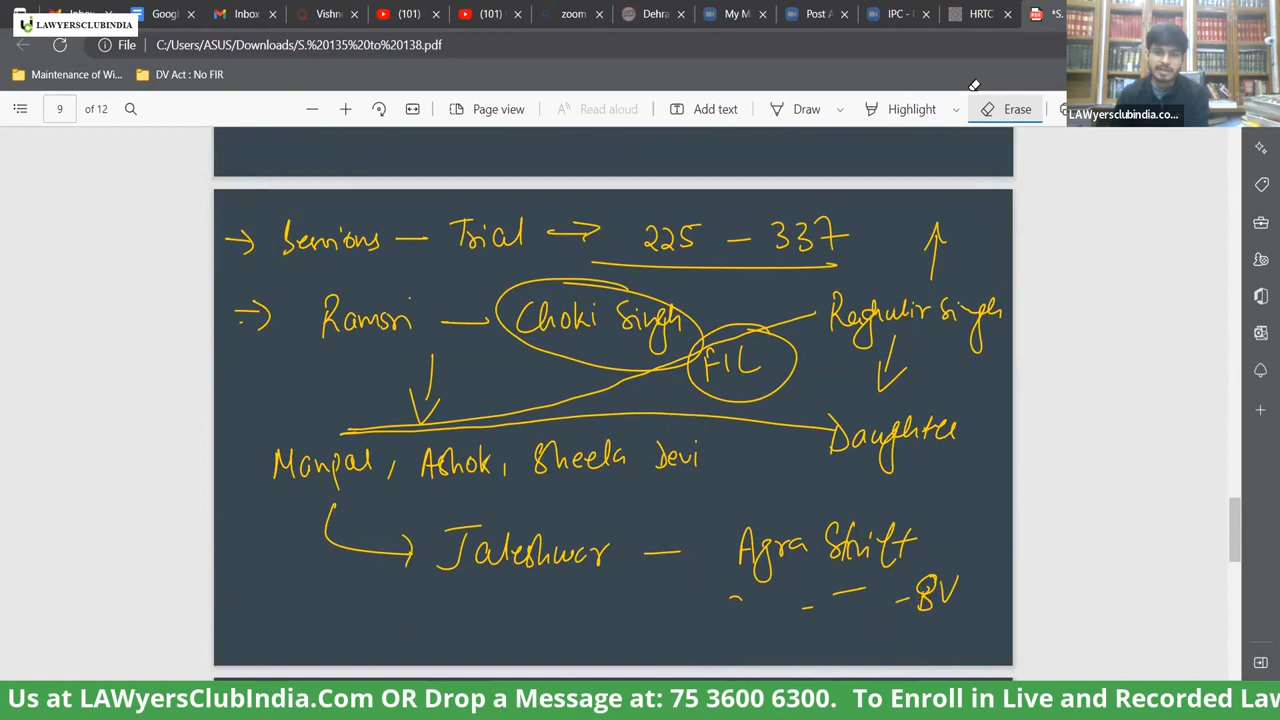 LAWYERSCLUBINDIA
Googl
Inbox
Inbox
Vishn
(101)
(101)
Econom
Dehra
My M
Post
IPC -
HRTC
*S.
File
C:/Users/ASUS/Downloads/S.%20135%20to%20138.pdf
Maintenance of Wi...
DV Act : No FIR
9 of 12
Page view
Read aloud
Add text
Draw
Highlight
Erase
LAWyersclubindia.co...
→ Sessions — Trial → 225 – 337
→ Ramsri — Choki Singh
Raghubir Singh
FIL
Daughter
Manpal, Ashok, Sheela Devi
Jaleshwar — Agra Shift
BV
Us at LAWyersClubIndia.Com OR Drop a Message at: 75 3600 6300. To Enroll in Live and Recorded Law